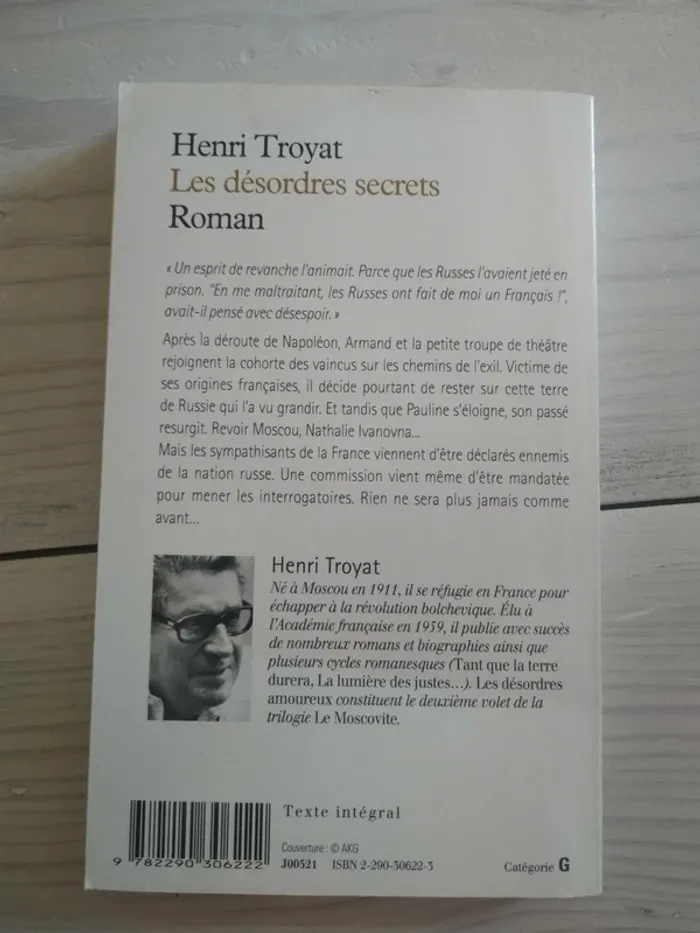 Henri Troyat
Les désordres secrets
Roman
« Un esprit de revanche l'animait. Parce que les Russes l'avaient jeté en
prison. "En me maltraitant, les Russes ont fait de moi un Français !",
avait-il pensé avec désespoir. »
Après la déroute de Napoléon, Armand et la petite troupe de théâtre
rejoignent la cohorte des vaincus sur les chemins de l'exil. Victime de
ses origines françaises, il décide pourtant de rester sur cette terre
de Russie qui l'a vu grandir. Et tandis que Pauline s'éloigne, son passé
resurgit. Revoir Moscou, Nathalie Ivanovna...
Mais les sympathisants de la France viennent d'être déclarés ennemis
de la nation russe. Une commission vient même d'être mandatée
pour mener les interrogatoires. Rien ne sera plus jamais comme
avant...
Henri Troyat
Né à Moscou en 1911, il se réfugie en France pour
échapper à la révolution bolchevique. Élu à
l'Académie française en 1959, il publie avec succès
de nombreux romans et biographies ainsi que
plusieurs cycles romanesques (Tant que la terre
durera, La lumière des justes...). Les désordres
amoureux constituent le deuxième volet de la
trilogie Le Moscovite.
Texte intégral
Couverture : © AKG
9 782290 306222
J00521 ISBN 2-290-30622-3
Catégorie G